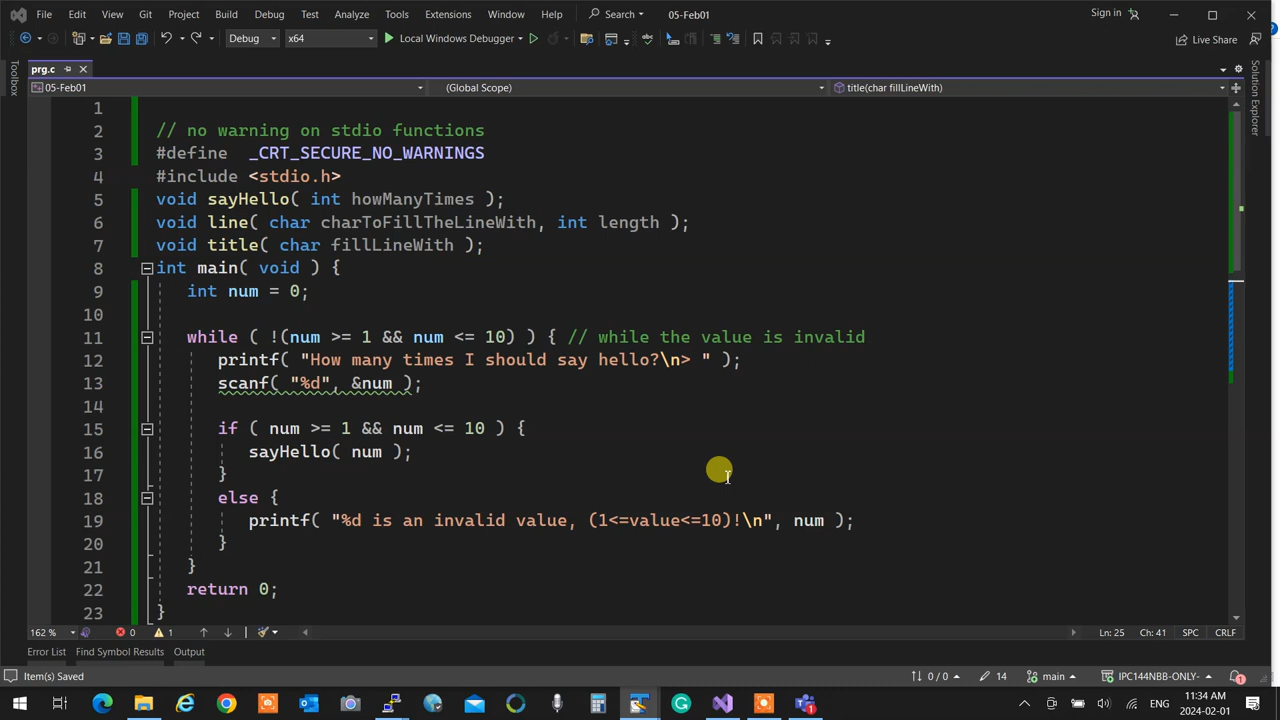 File Edit View Git Project Build Debug Test Analyze Tools Extensions Window Help Search 05-Feb01 Sign in
Debug x64 Local Windows Debugger Live Share
prg.c
05-Feb01 (Global Scope) title(char fillLineWith)
Toolbox
Solution Explorer
1
2 // no warning on stdio functions
3 #define _CRT_SECURE_NO_WARNINGS
4 #include <stdio.h>
5 void sayHello( int howManyTimes );
6 void line( char charToFillTheLineWith, int length );
7 void title( char fillLineWith );
8 int main( void ) {
9 int num = 0;
10
11 while ( !(num >= 1 && num <= 10) ) { // while the value is invalid
12 printf( "How many times I should say hello?\n> " );
13 scanf( "%d", &num );
14
15 if ( num >= 1 && num <= 10 ) {
16 sayHello( num );
17 }
18 else {
19 printf( "%d is an invalid value, (1<=value<=10)!\n", num );
20 }
21 }
22 return 0;
23 }
162 % 0 1 Ln: 25 Ch: 41 SPC CRLF
Error List Find Symbol Results Output
Item(s) Saved 0 / 0 14 main IPC144NBB-ONLY- 1
ENG 11:34 AM
2024-02-01